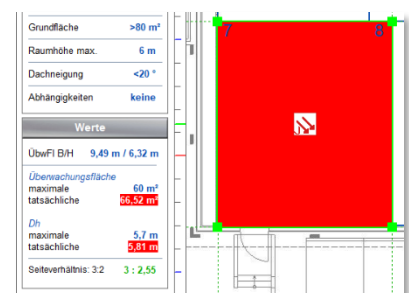 Grundfläche >80 m²
Raumhöhe max. 6 m
Dachneigung <20 °
Abhängigkeiten keine
Werte
ÜbwFl B/H 9,49 m / 6,32 m
Überwachungsfläche
maximale 60 m²
tatsächliche 66,52 m²
Dh
maximale 5,7 m
tatsächliche 5,81 m
Seiteverhältnis: 3:2 3 : 2,55
7 8